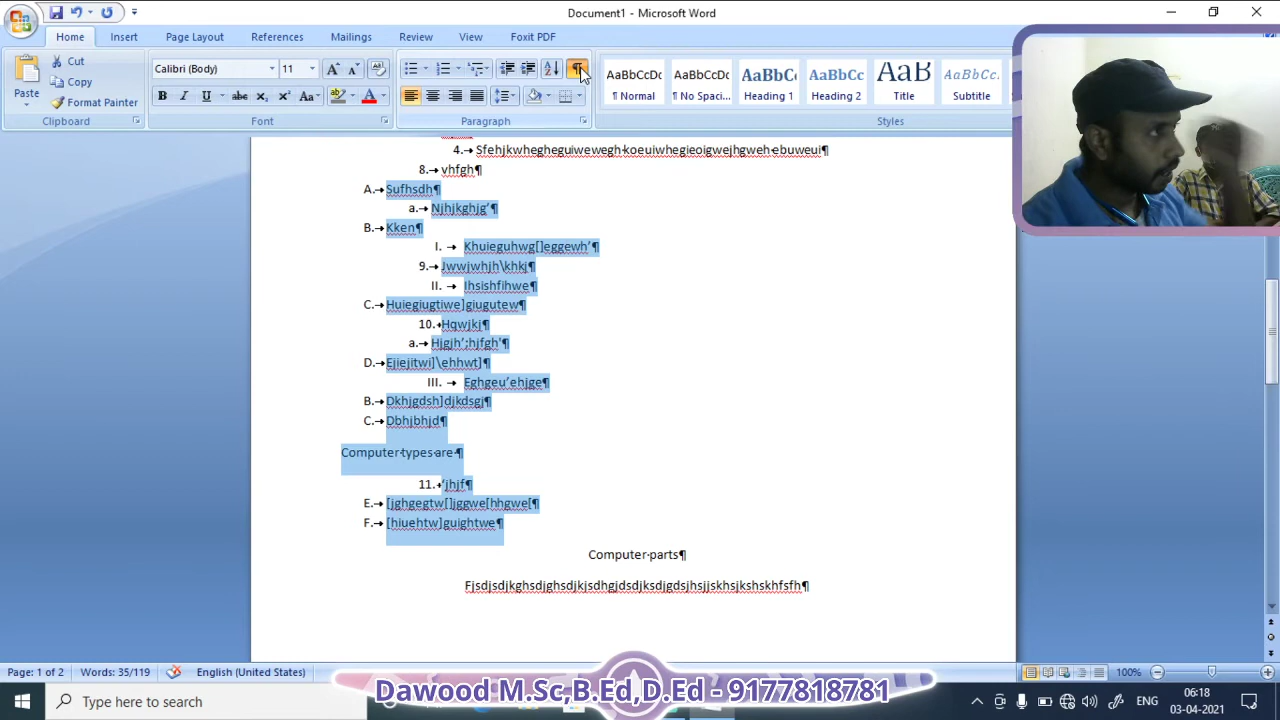 Document1 - Microsoft Word
Home Insert Page Layout References Mailings Review View Foxit PDF
Paste
Cut
Copy
Format Painter
Clipboard
Calibri (Body) 11
Font
Paragraph
AaBbCcDc AaBbCcDc AaBbCc AaBbCc AaB AaBbCc.
¶ Normal ¶ No Spaci... Heading 1 Heading 2 Title Subtitle
Styles
4.→ Sfehjkwhegheguiwewegh·koeuiwhegieoigwejhgweh·ebuweui¶
8.→ vhfgh¶
A.→ Sufhsdh¶
a.→ Njhjkghjg’¶
B.→ Kken¶
I. → Khuieguhwg[]eggewh’¶
9.→ Jwwjwhjh\khkj¶
II. → Ihsishfihwe¶
C.→ Huiegiugtiwe]giugutew¶
10.→ Hqwjkj¶
a.→ Hjgjh’;hjfgh'¶
D.→ Ejiejitwi]\ehhwt]¶
III. → Eghgeu’ehjge¶
B.→ Dkhjgdsh]djkdsgj¶
C.→ Dbhjbhjd¶
Computer·types·are·¶
11.→ ‘jhjf¶
E.→ [jghgegtw[]jggwe[hhgwe[¶
F.→ [hiuehtw]guightwe¶
Computer·parts¶
Fjsdjsdjkghsdjghsdjkjsdhgjdsdjksdjgdsjhsjjskhsjkshskhfsfh¶
Page: 1 of 2 Words: 35/119 English (United States) 100%
Dawood M.Sc,B.Ed,D.Ed - 9177818781
Type here to search
ENG
06:18
03-04-2021